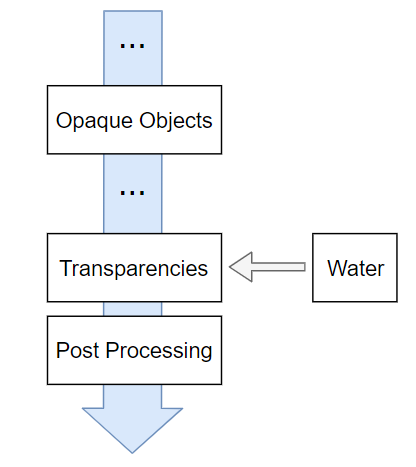 ...
Opaque Objects
...
Transparencies
Water
Post Processing